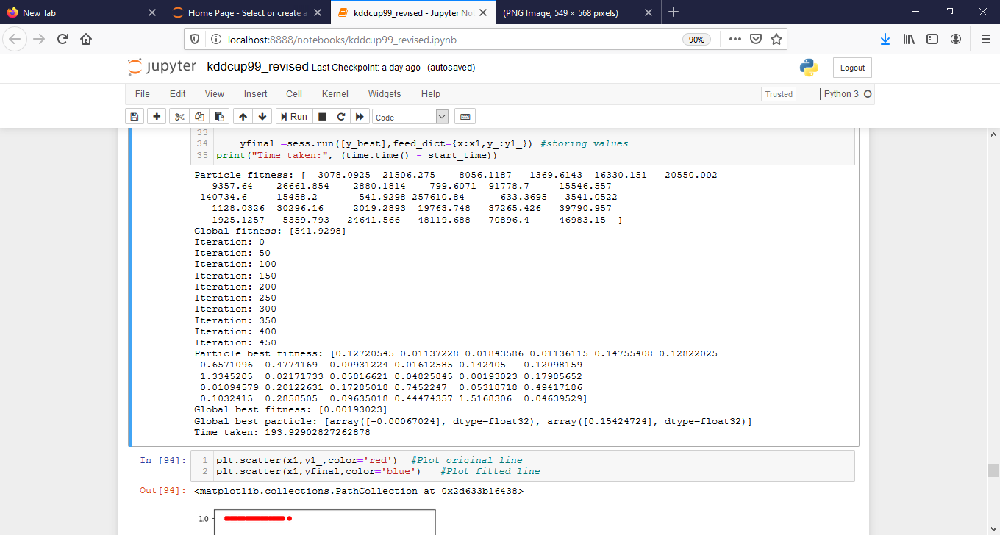 New Tab
Home Page - Select or create a
kddcup99_revised - Jupyter Not
(PNG Image, 549 × 568 pixels)
localhost:8888/notebooks/kddcup99_revised.ipynb
90%
jupyter kddcup99_revised Last Checkpoint: a day ago (autosaved)
Logout
File Edit View Insert Cell Kernel Widgets Help
Trusted
Python 3
Run
Code
33
34 yfinal =sess.run([y_best],feed_dict={x:x1,y_:y1_}) #storing values
35 print("Time taken:", (time.time() - start_time))
Particle fitness: [ 3078.0925 21506.275 8056.1187 1369.6143 16330.151 20550.002
9357.64 26661.854 2880.1814 799.6071 91778.7 15546.557
140734.6 15458.2 541.9298 257610.84 633.3695 3541.0522
1128.0326 30296.16 2019.2893 19763.748 37265.426 39790.957
1925.1257 5359.793 24641.566 48119.688 70896.4 46983.15 ]
Global fitness: [541.9298]
Iteration: 0
Iteration: 50
Iteration: 100
Iteration: 150
Iteration: 200
Iteration: 250
Iteration: 300
Iteration: 350
Iteration: 400
Iteration: 450
Particle best fitness: [0.12720545 0.01137228 0.01843586 0.01136115 0.14755408 0.12822025
0.6571096 0.4774169 0.00931224 0.01612585 0.142405 0.12098159
1.3345205 0.02171733 0.05816621 0.04825845 0.00193023 0.17985652
0.01094579 0.20122631 0.17285018 0.7452247 0.05318718 0.49417186
0.1032415 0.2858505 0.09635018 0.44474357 1.5168306 0.04639529]
Global best fitness: [0.00193023]
Global best particle: [array([-0.00067024], dtype=float32), array([0.15424724], dtype=float32)]
Time taken: 193.92902827262878
In [94]: 1 plt.scatter(x1,y1_,color='red') #Plot original line
2 plt.scatter(x1,yfinal,color='blue') #Plot fitted line
Out[94]: <matplotlib.collections.PathCollection at 0x2d633b16438>
1.0